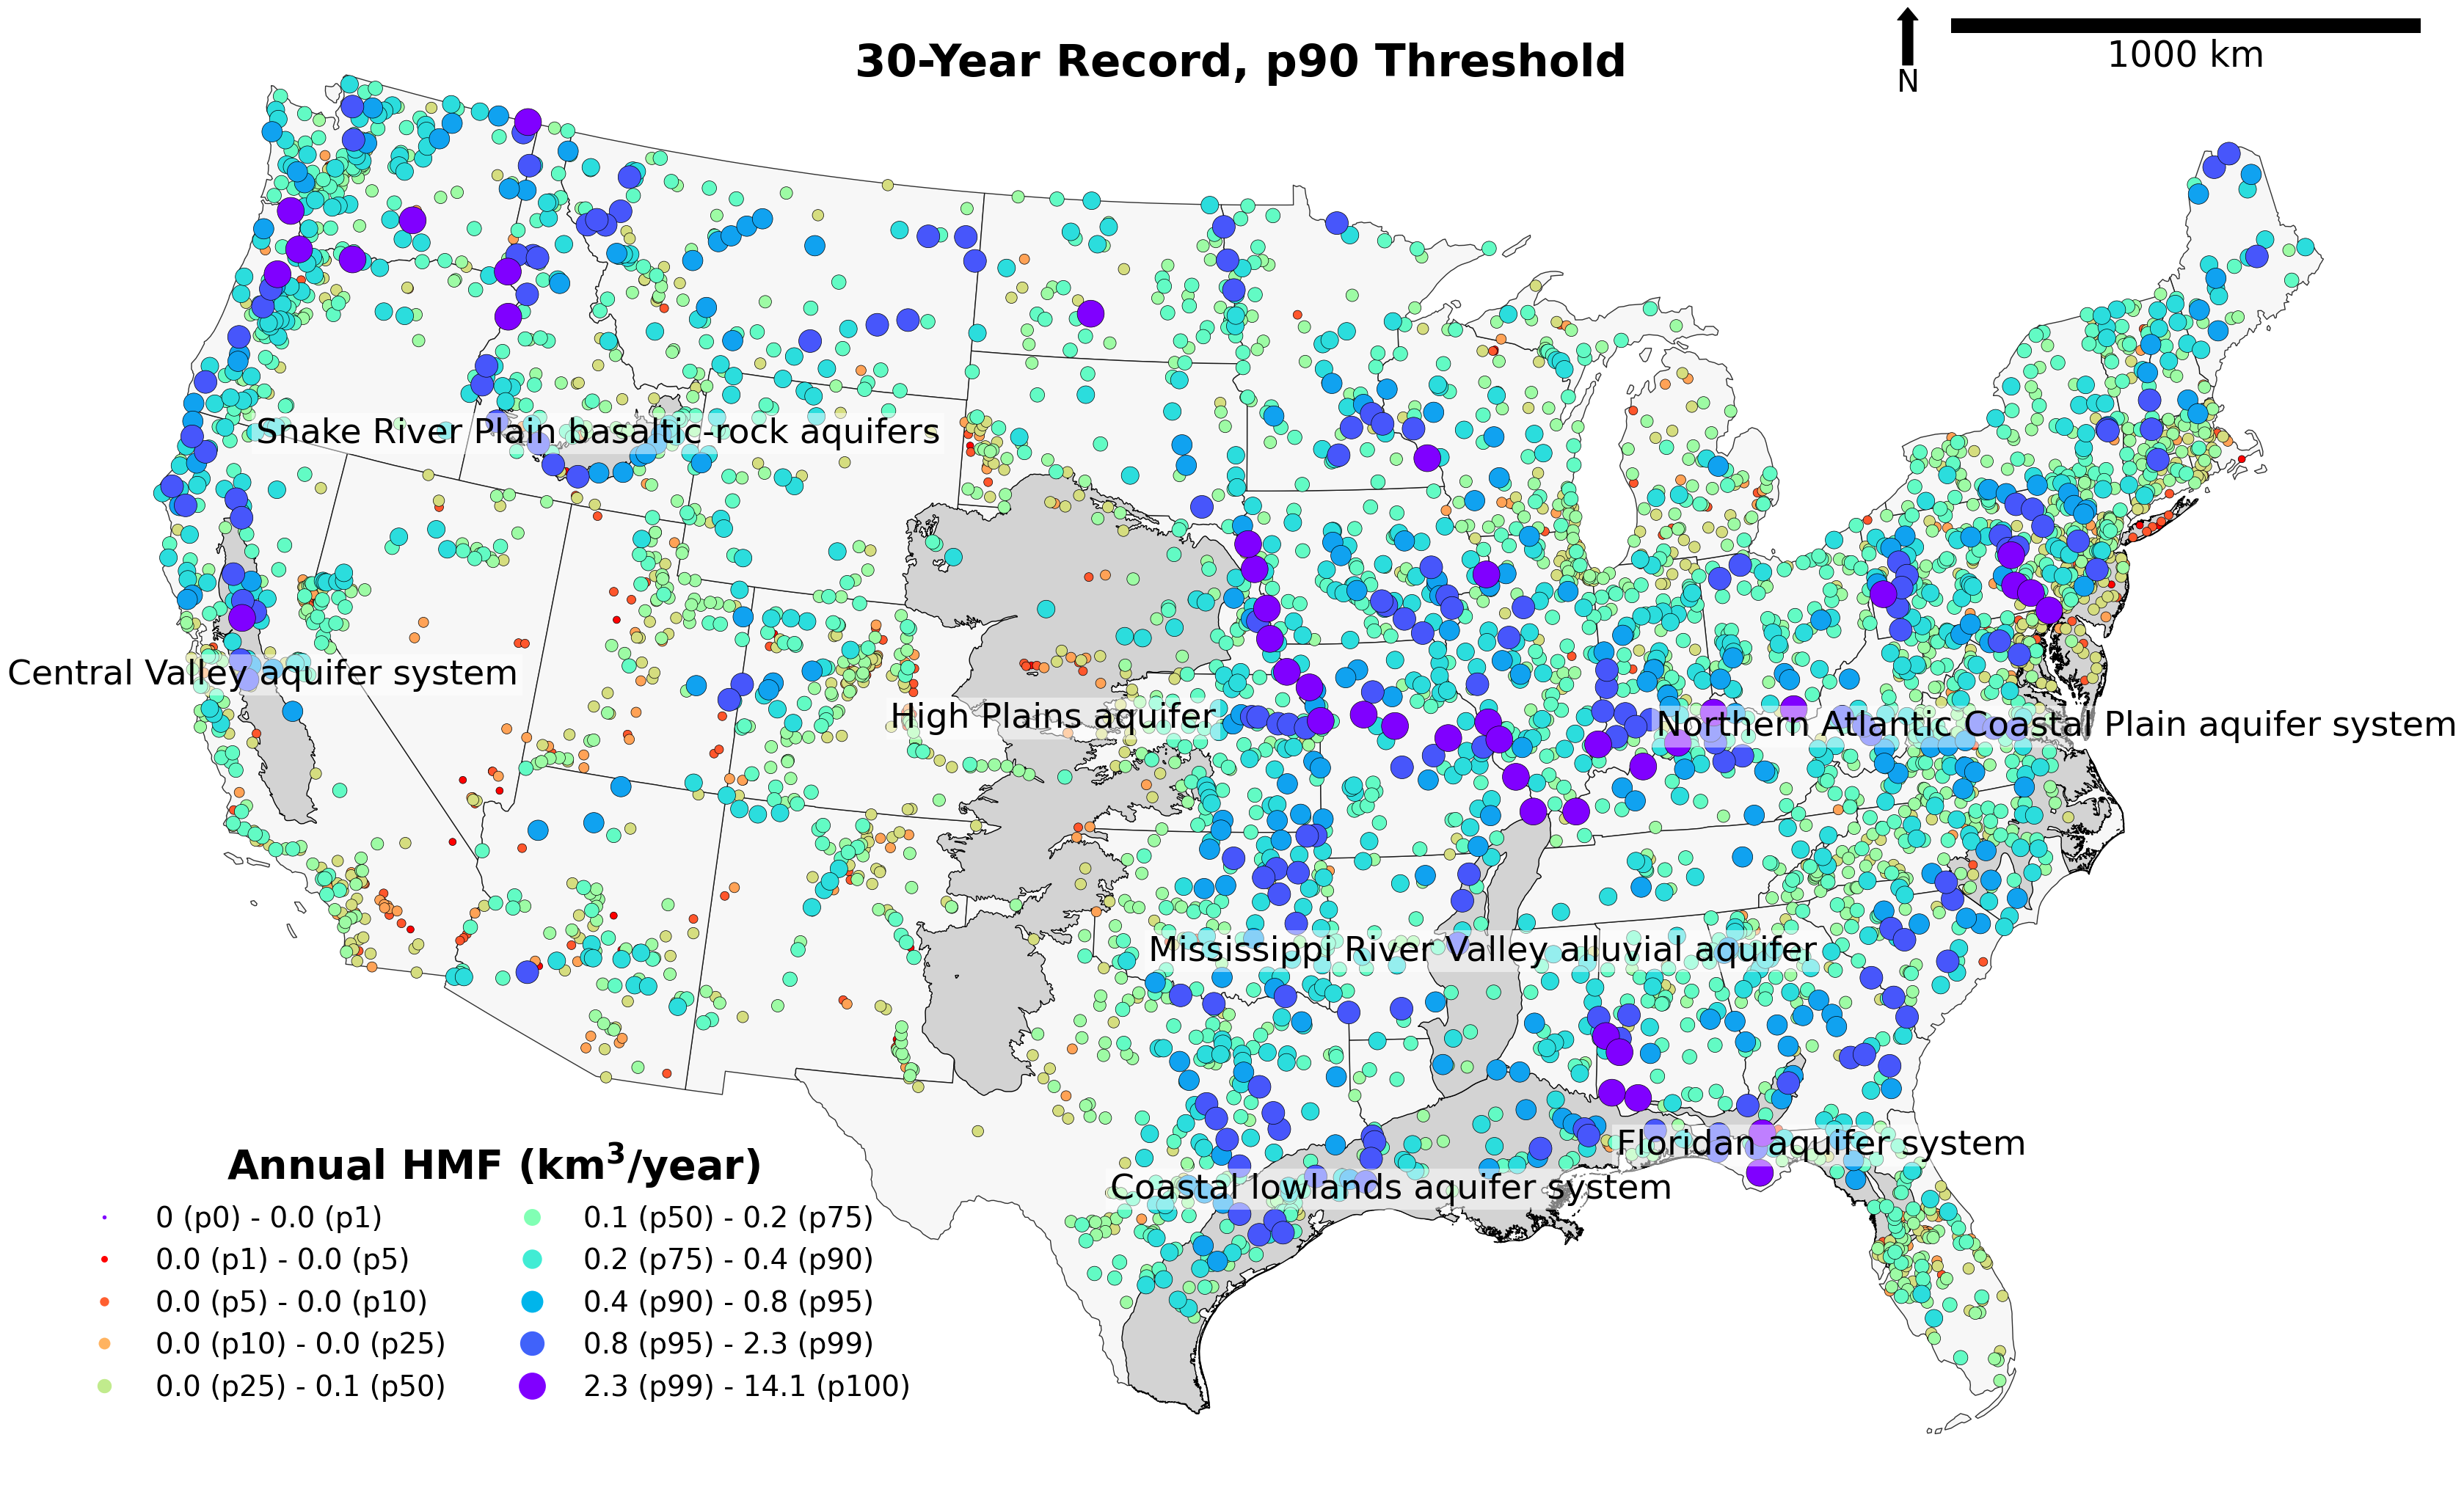 30-Year Record, p90 Threshold
1000 km
N
Snake River Plain basaltic-rock aquifers
Central Valley aquifer system
High Plains aquifer
Northern Atlantic Coastal Plain aquifer system
Mississippi River Valley alluvial aquifer
Floridan aquifer system
Coastal lowlands aquifer system
Annual HMF (km³/year)
0 (p0) - 0.0 (p1)
0.0 (p1) - 0.0 (p5)
0.0 (p5) - 0.0 (p10)
0.0 (p10) - 0.0 (p25)
0.0 (p25) - 0.1 (p50)
0.1 (p50) - 0.2 (p75)
0.2 (p75) - 0.4 (p90)
0.4 (p90) - 0.8 (p95)
0.8 (p95) - 2.3 (p99)
2.3 (p99) - 14.1 (p100)